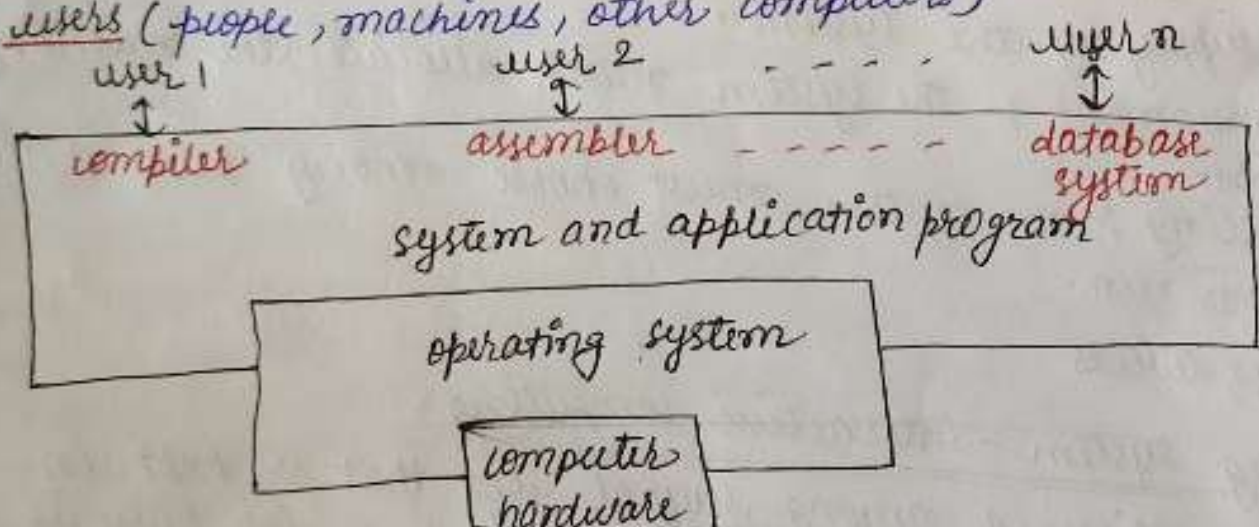 users (people, machines, other computers)
user 1 user 2 - - - - user n
compiler assembler - - - - - database system
system and application program
operating system
computer
hardware